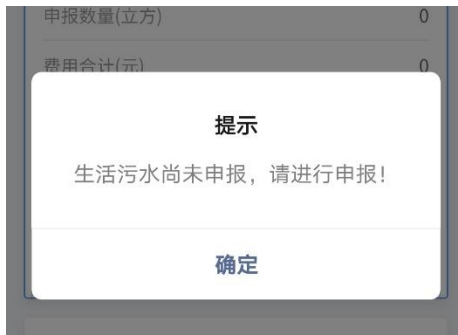 申报数量(立方) 0
费用合计(元) 0
提示
生活污水尚未申报，请进行申报！
确定